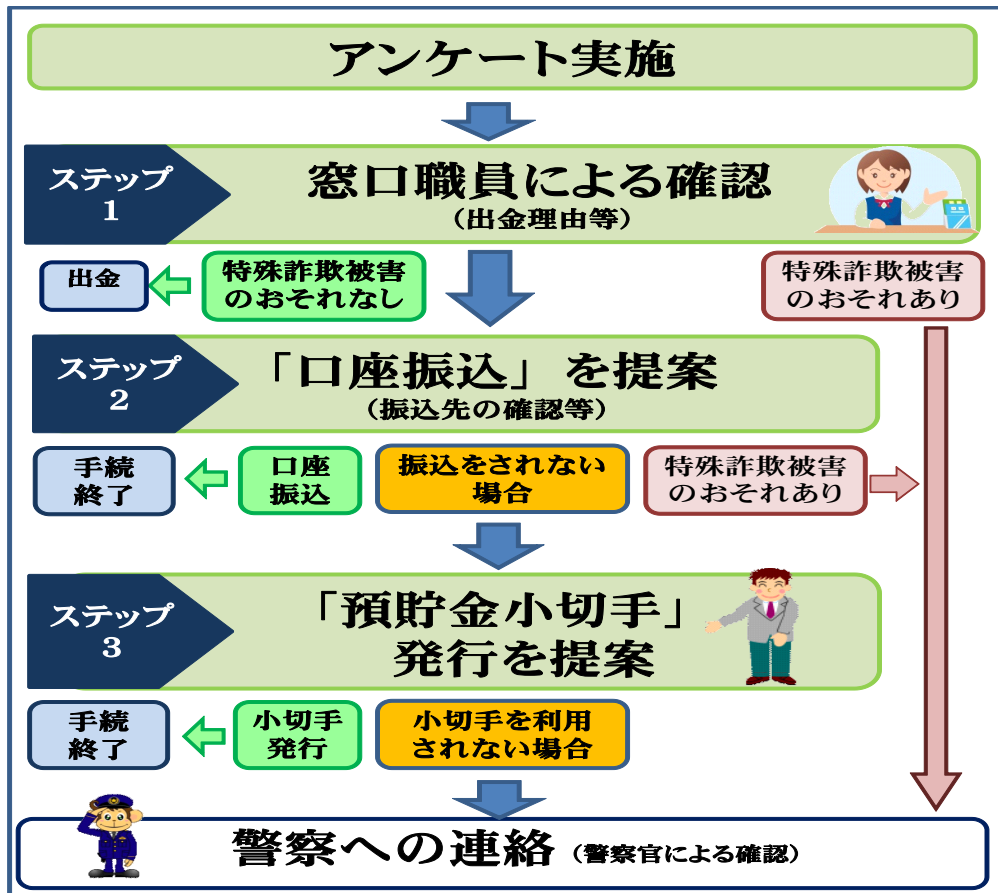 アンケート実施
ステップ
1
窓口職員による確認
（出金理由等）
出金
特殊詐欺被害
のおそれなし
特殊詐欺被害
のおそれあり
ステップ
2
「口座振込」を提案
（振込先の確認等）
手続
終了
口座
振込
振込をされない
場合
特殊詐欺被害
のおそれあり
ステップ
3
「預貯金小切手」
発行を提案
手続
終了
小切手
発行
小切手を利用
されない場合
警察への連絡（警察官による確認）